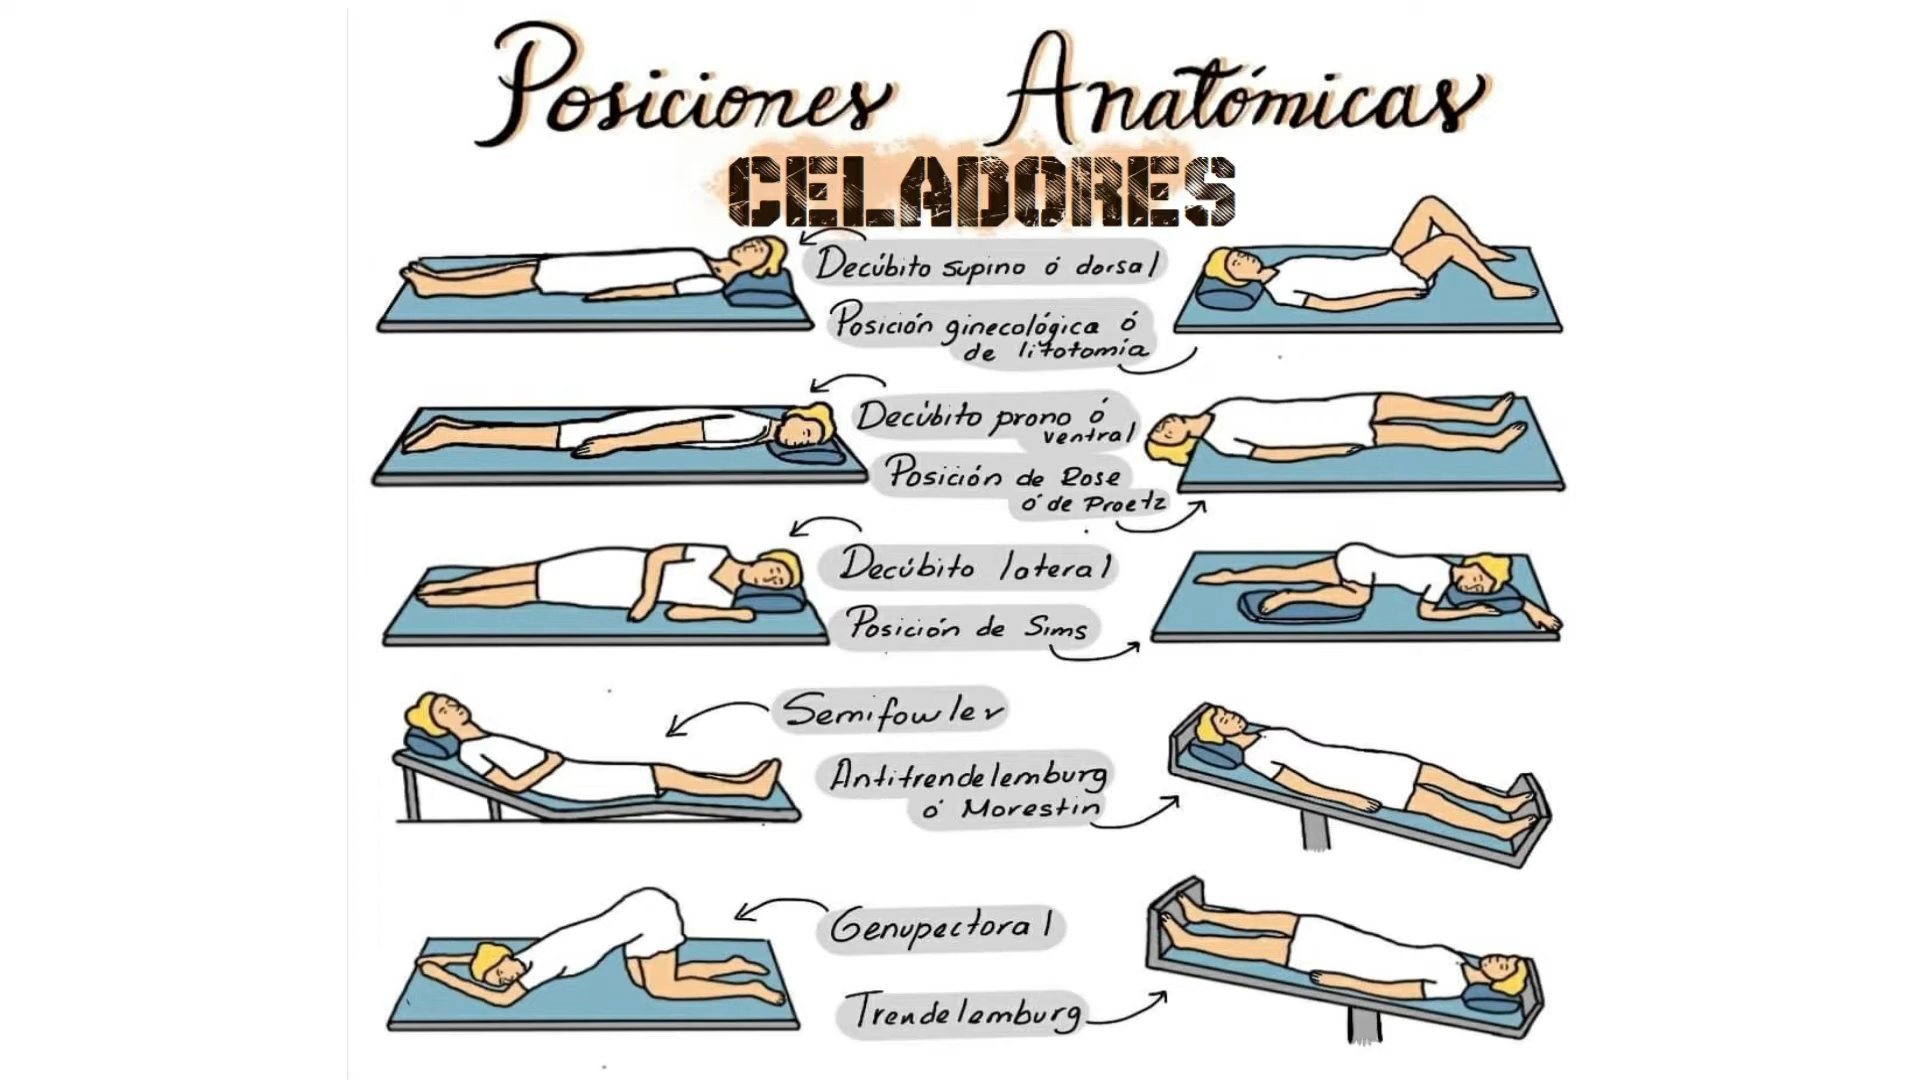 Posiciones Anatómicas
CELADORES
Decúbito supino ó dorsal
Posición ginecológica ó
de litotomía
Decúbito prono ó
ventral
Posición de Rose
ó de Proetz
Decúbito lateral
Posición de Sims
Semifowler
Antitrendelemburg
ó Morestin
Genupectoral
Trendelemburg